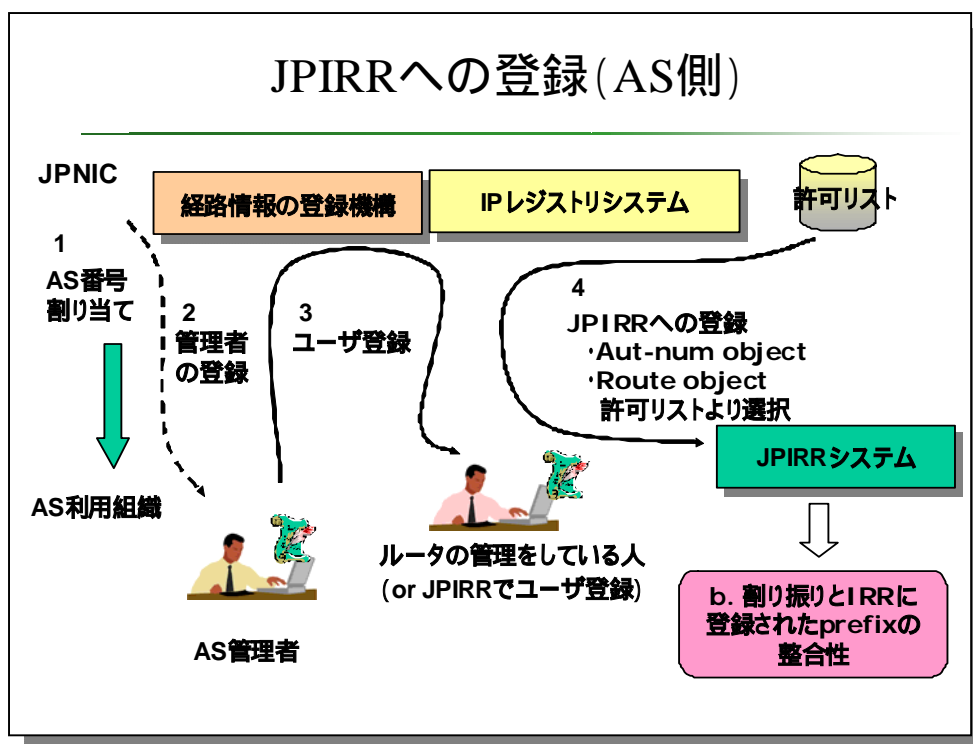 JPIRRへの登録(AS側)
JPNIC
経路情報の登録機構
IPレジストリシステム
許可リスト
1
AS番号
割り当て
2
管理者
の登録
3
ユーザ登録
4
JPIRRへの登録
・Aut-num object
・Route object
許可リストより選択
JPIRRシステム
AS利用組織
ルータの管理をしている人
(or JPIRRでユーザ登録)
AS管理者
b. 割り振りとIRRに
登録されたprefixの
整合性